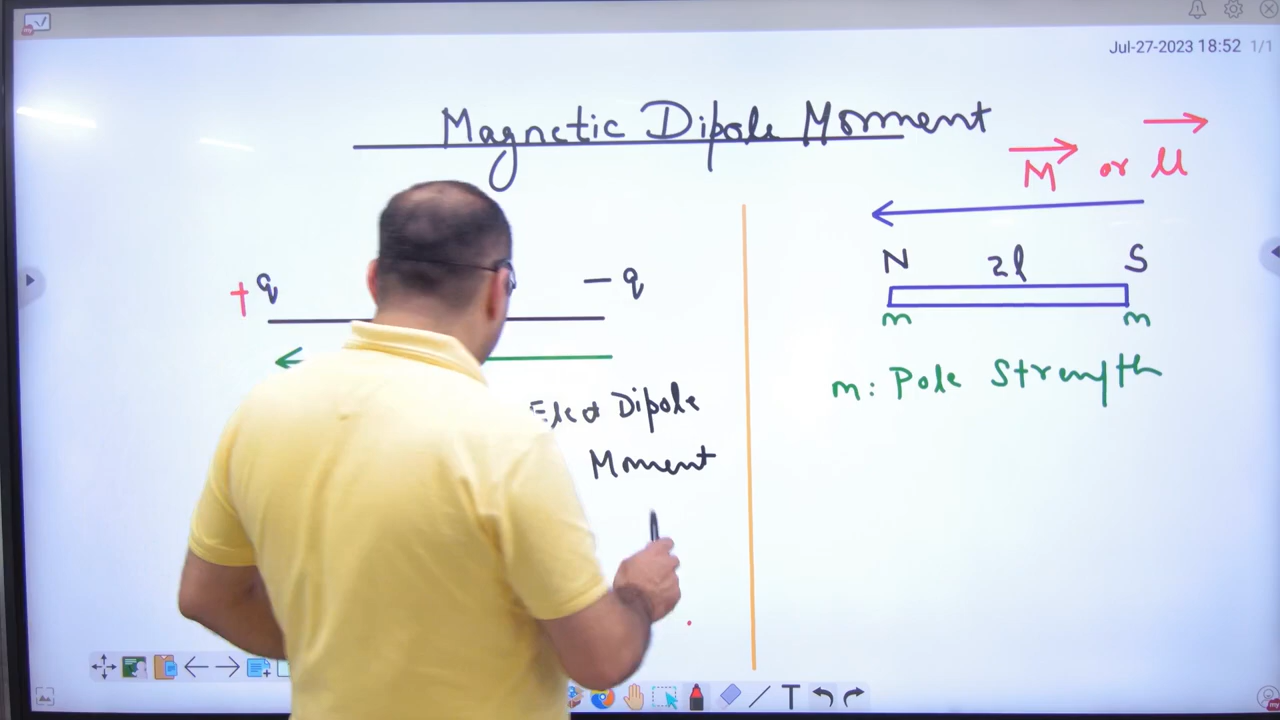 Jul-27-2023 18:52 1/1
Magnetic Dipole Moment
M or μ
+q
-q
Elec Dipole
Moment
N 2l S
m m
m: Pole Strength
T